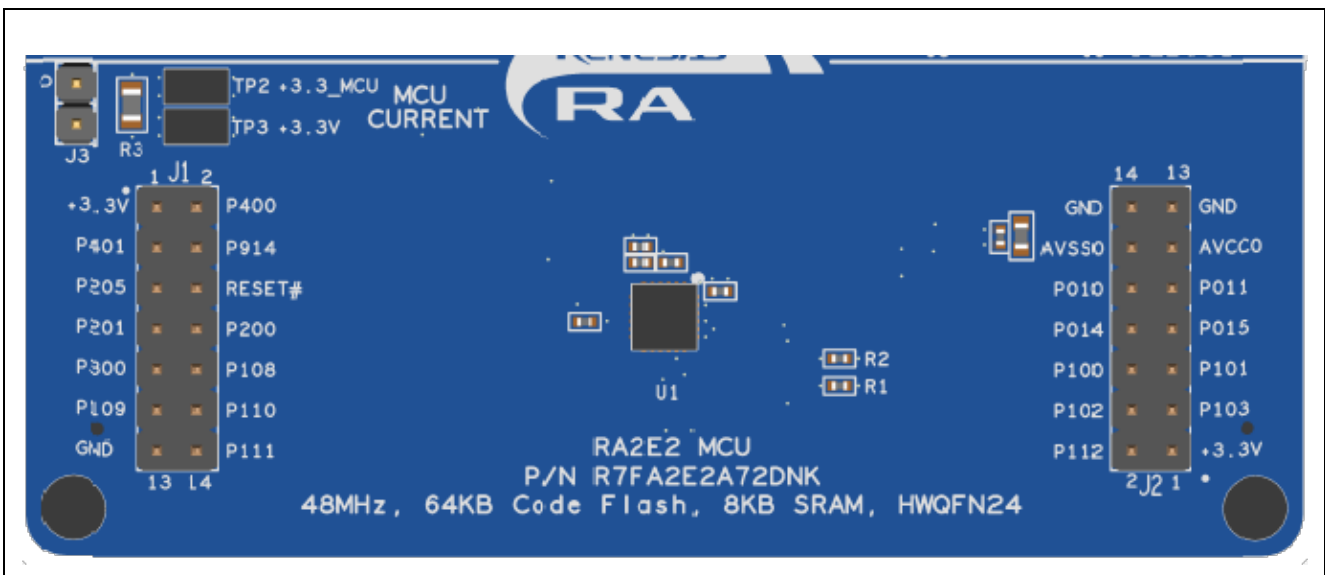 RA
TP2 +3.3_MCU
MCU
CURRENT
TP3 +3.3V
J3
R3
1 J1 2
+3.3V P400
P401 P914
P205 RESET#
P201 P200
P300 P108
P109 P110
GND P111
13 14
14 13
GND GND
AVSS0 AVCC0
P010 P011
P014 P015
P100 P101
P102 P103
P112 +3.3V
2 J2 1
R2
R1
U1
RA2E2 MCU
P/N R7FA2E2A72DNK
48MHz, 64KB Code Flash, 8KB SRAM, HWQFN24